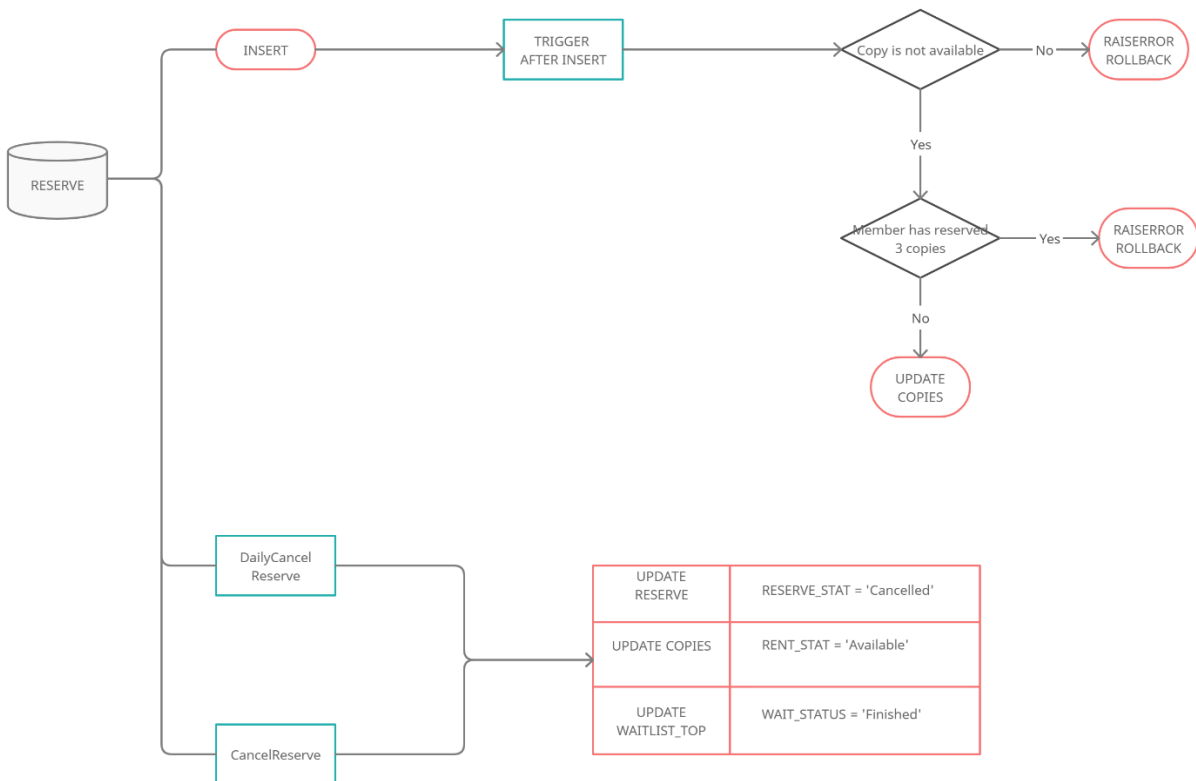 INSERT
TRIGGER
AFTER INSERT
Copy is not available
No
RAISERROR
ROLLBACK
Yes
RESERVE
Member has reserved
3 copies
Yes
RAISERROR
ROLLBACK
No
UPDATE
COPIES
DailyCancel
Reserve
UPDATE
RESERVE
RESERVE_STAT = 'Cancelled'
UPDATE COPIES
RENT_STAT = 'Available'
UPDATE
WAITLIST_TOP
WAIT_STATUS = 'Finished'
CancelReserve